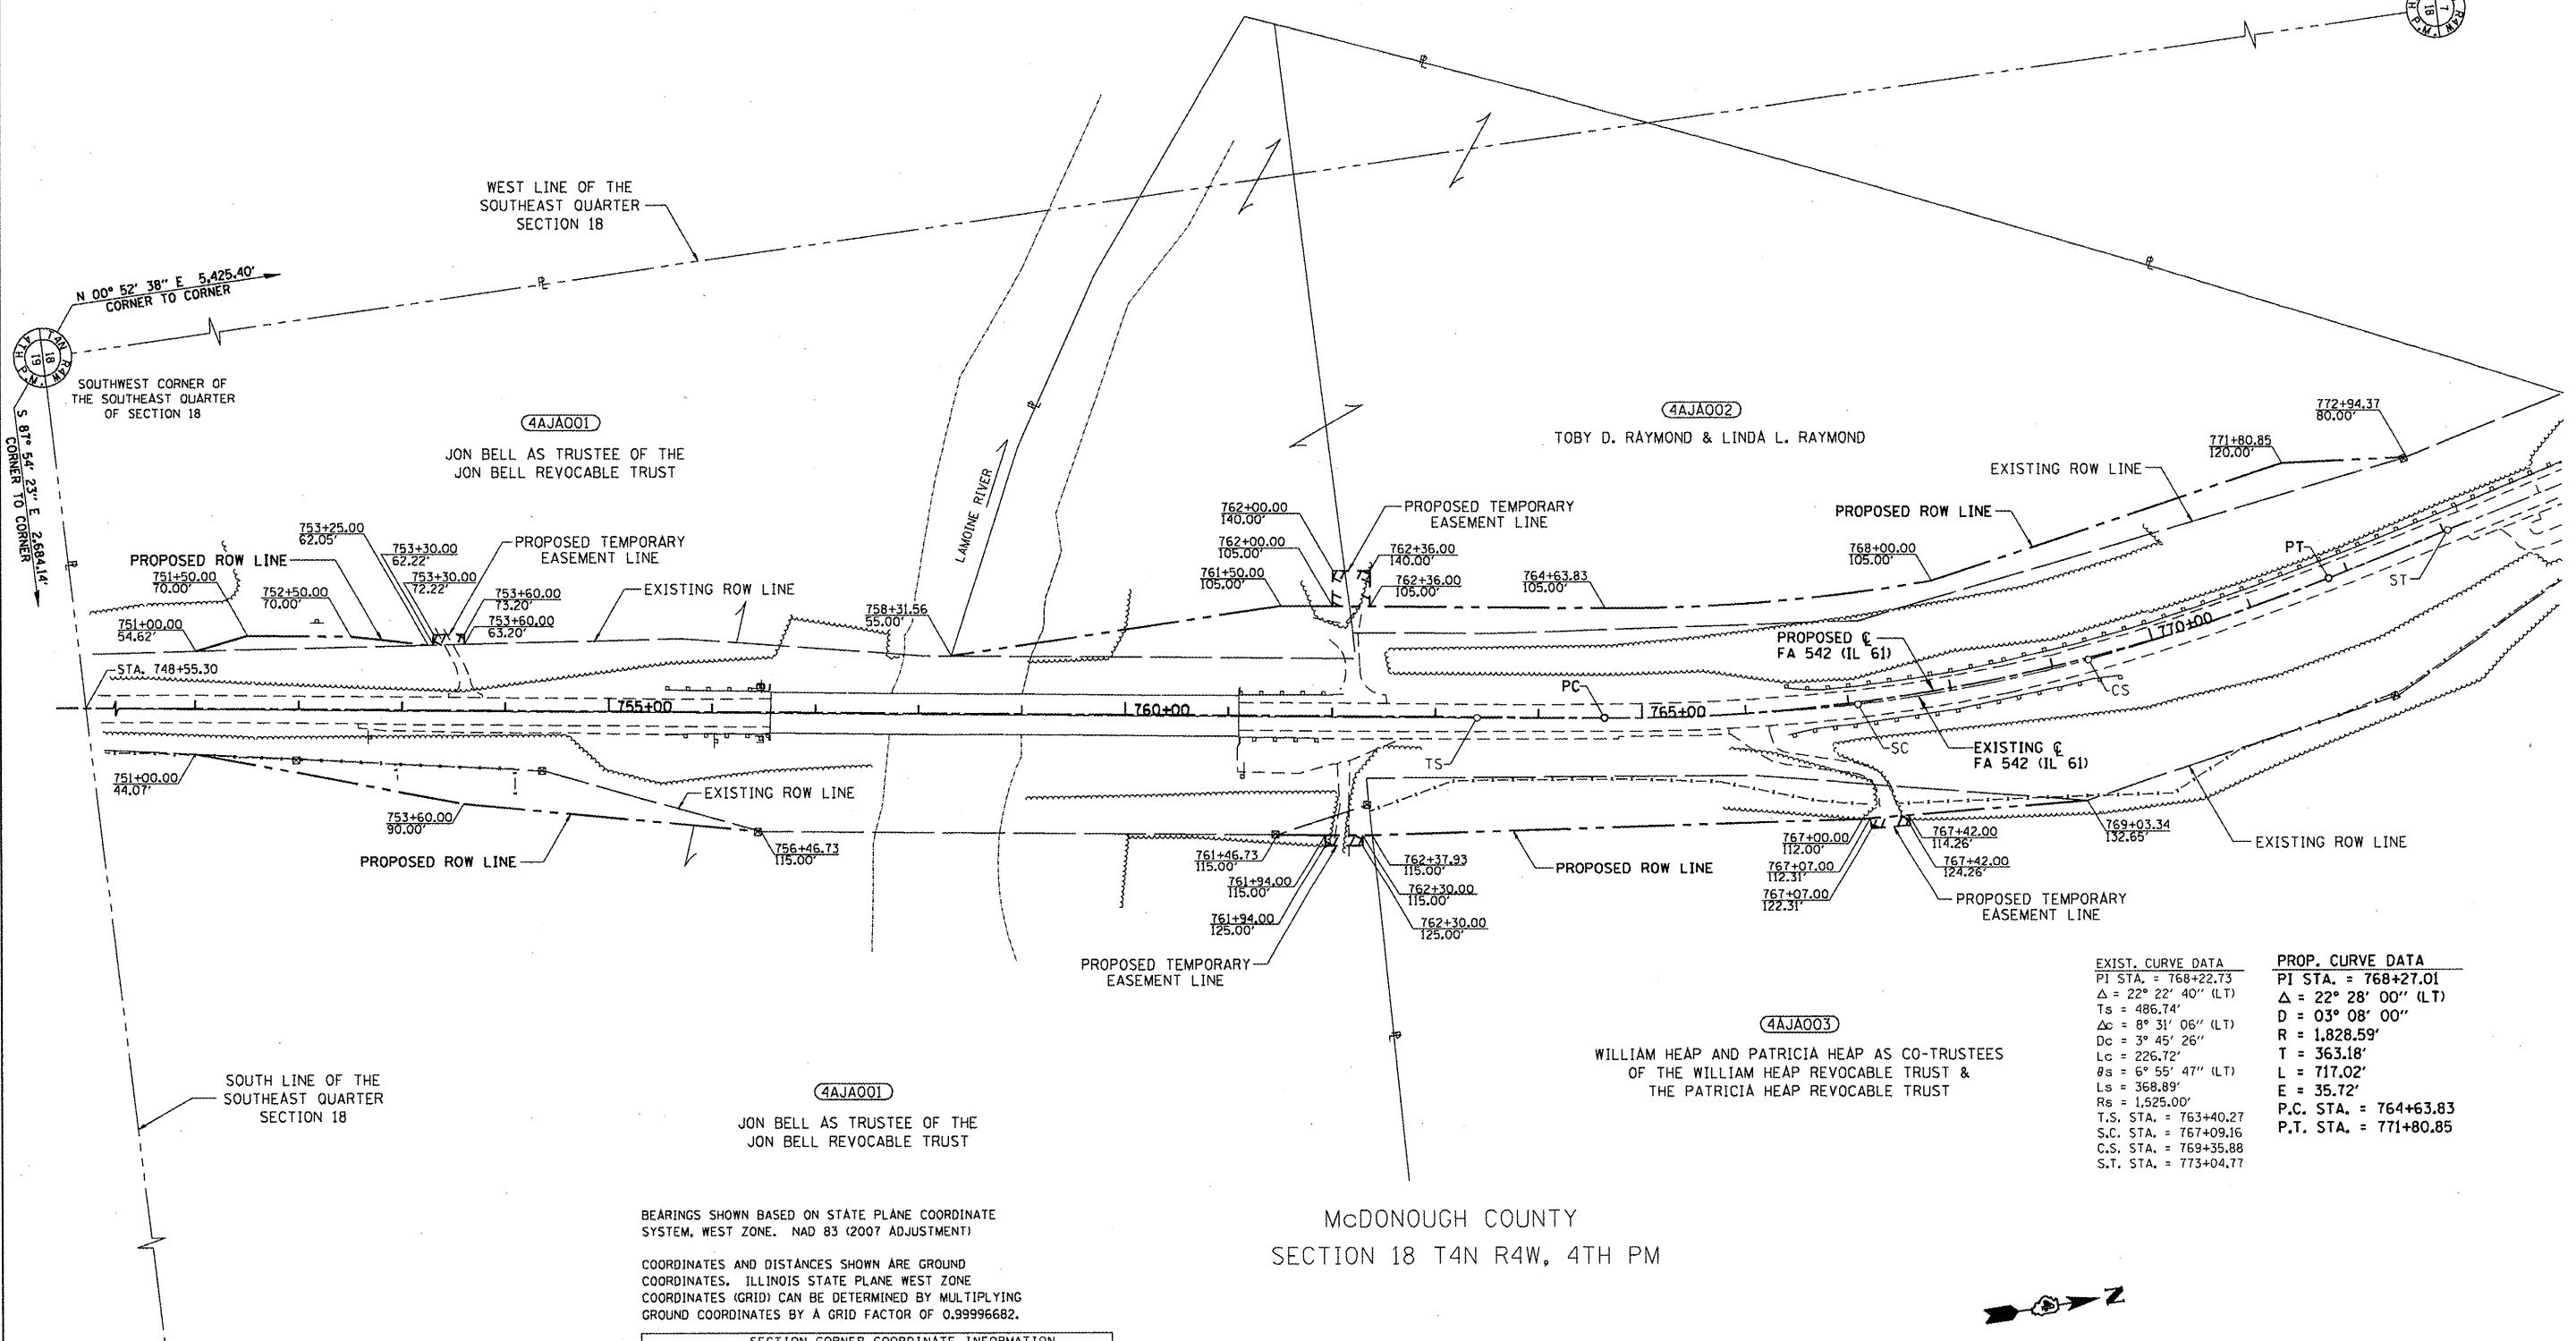 7
18
R4W
H P.M.
WEST LINE OF THE
SOUTHEAST QUARTER
SECTION 18
N 00° 52' 38" E 5,425.40'
CORNER TO CORNER
T4N R4W
18
19
4TH P.M.
SOUTHWEST CORNER OF
THE SOUTHEAST QUARTER
OF SECTION 18
S 87° 54' 23" E 2,684.14'
CORNER TO CORNER
4AJA001
JON BELL AS TRUSTEE OF THE
JON BELL REVOCABLE TRUST
LAMOINE RIVER
4AJA002
TOBY D. RAYMOND & LINDA L. RAYMOND
772+94.37
80.00'
771+80.85
120.00'
EXISTING ROW LINE
PROPOSED ROW LINE
768+00.00
105.00'
764+63.83
105.00'
762+00.00
140.00'
PROPOSED TEMPORARY
EASEMENT LINE
762+00.00
105.00'
762+36.00
140.00'
761+50.00
105.00'
762+36.00
105.00'
758+31.56
55.00'
753+25.00
62.05'
753+30.00
62.22'
PROPOSED TEMPORARY
EASEMENT LINE
PROPOSED ROW LINE
751+50.00
70.00'
753+30.00
72.22'
752+50.00
70.00'
753+60.00
73.20'
EXISTING ROW LINE
751+00.00
54.62'
753+60.00
63.20'
STA. 748+55.30
755+00
760+00
765+00
770+00
PC
TS
SC
CS
PT
ST
PROPOSED ℄
FA 542 (IL 61)
EXISTING ℄
FA 542 (IL 61)
751+00.00
44.07'
753+60.00
90.00'
PROPOSED ROW LINE
EXISTING ROW LINE
756+46.73
115.00'
761+46.73
115.00'
761+94.00
115.00'
761+94.00
125.00'
762+37.93
115.00'
762+30.00
115.00'
762+30.00
125.00'
PROPOSED TEMPORARY
EASEMENT LINE
PROPOSED ROW LINE
767+00.00
112.00'
767+07.00
112.31'
767+07.00
122.31'
767+42.00
114.26'
767+42.00
124.26'
769+03.34
132.65'
EXISTING ROW LINE
PROPOSED TEMPORARY
EASEMENT LINE
EXIST. CURVE DATA
PI STA. = 768+22.73
Δ = 22° 22' 40" (LT)
Ts = 486.74'
Δc = 8° 31' 06" (LT)
Dc = 3° 45' 26"
Lc = 226.72'
θs = 6° 55' 47" (LT)
Ls = 368.89'
Rs = 1,525.00'
T.S. STA. = 763+40.27
S.C. STA. = 767+09.16
C.S. STA. = 769+35.88
S.T. STA. = 773+04.77
PROP. CURVE DATA
PI STA. = 768+27.01
Δ = 22° 28' 00" (LT)
D = 03° 08' 00"
R = 1,828.59'
T = 363.18'
L = 717.02'
E = 35.72'
P.C. STA. = 764+63.83
P.T. STA. = 771+80.85
4AJA003
WILLIAM HEAP AND PATRICIA HEAP AS CO-TRUSTEES
OF THE WILLIAM HEAP REVOCABLE TRUST &
THE PATRICIA HEAP REVOCABLE TRUST
SOUTH LINE OF THE
SOUTHEAST QUARTER
SECTION 18
4AJA001
JON BELL AS TRUSTEE OF THE
JON BELL REVOCABLE TRUST
BEARINGS SHOWN BASED ON STATE PLANE COORDINATE
SYSTEM, WEST ZONE. NAD 83 (2007 ADJUSTMENT)
COORDINATES AND DISTANCES SHOWN ARE GROUND
COORDINATES. ILLINOIS STATE PLANE WEST ZONE
COORDINATES (GRID) CAN BE DETERMINED BY MULTIPLYING
GROUND COORDINATES BY A GRID FACTOR OF 0.99996682.
SECTION CORNER COORDINATE INFORMATION
McDONOUGH COUNTY
SECTION 18 T4N R4W, 4TH PM
N